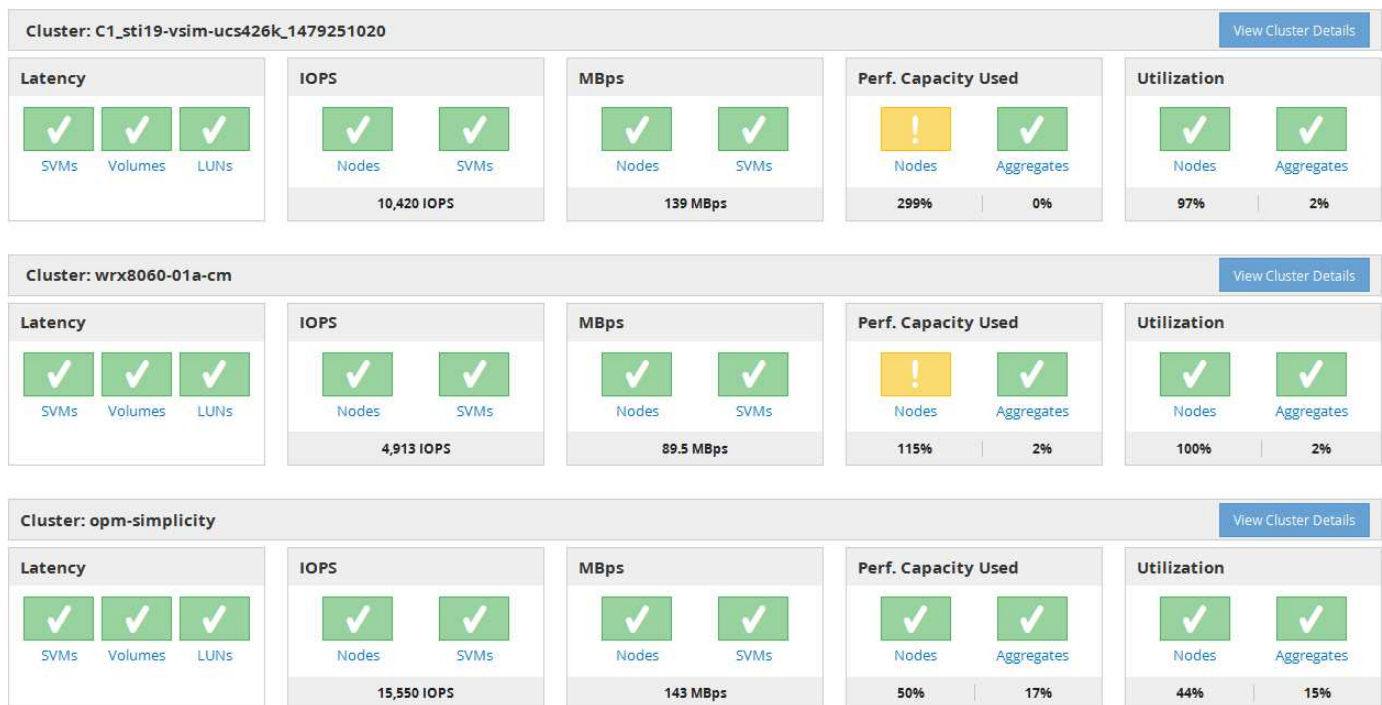 Cluster: C1_sti19-vsim-ucs426k_1479251020 View Cluster Details
Latency IOPS MBps Perf. Capacity Used Utilization
SVMs Volumes LUNs Nodes SVMs Nodes SVMs Nodes Aggregates Nodes Aggregates
10,420 IOPS 139 MBps 299% 0% 97% 2%
Cluster: wrx8060-01a-cm View Cluster Details
Latency IOPS MBps Perf. Capacity Used Utilization
SVMs Volumes LUNs Nodes SVMs Nodes SVMs Nodes Aggregates Nodes Aggregates
4,913 IOPS 89.5 MBps 115% 2% 100% 2%
Cluster: opm-simplicity View Cluster Details
Latency IOPS MBps Perf. Capacity Used Utilization
SVMs Volumes LUNs Nodes SVMs Nodes SVMs Nodes Aggregates Nodes Aggregates
15,550 IOPS 143 MBps 50% 17% 44% 15%